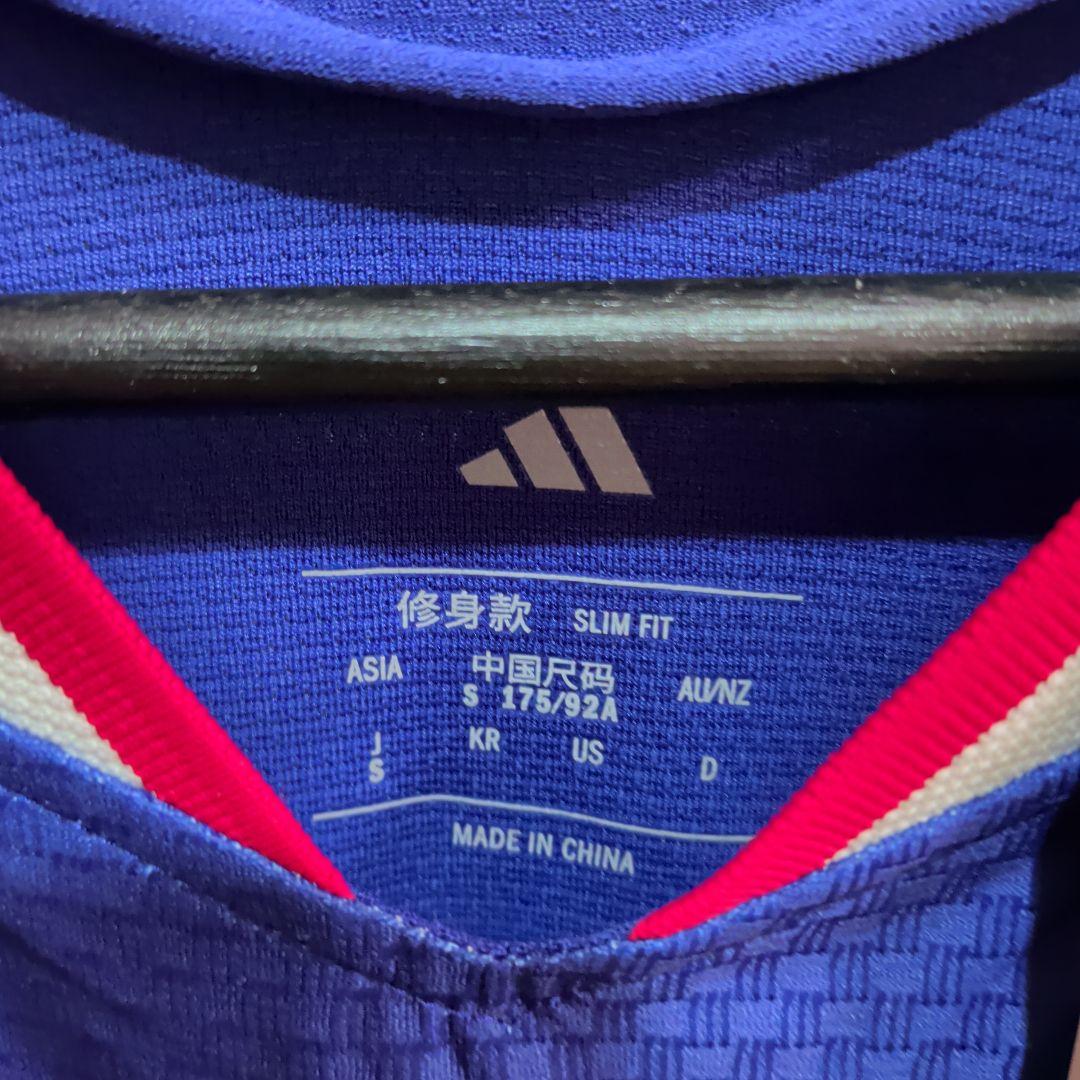 修身款 SLIM FIT
ASIA 中国尺码 AU/NZ
S 175/92A
J KR US D
S
MADE IN CHINA